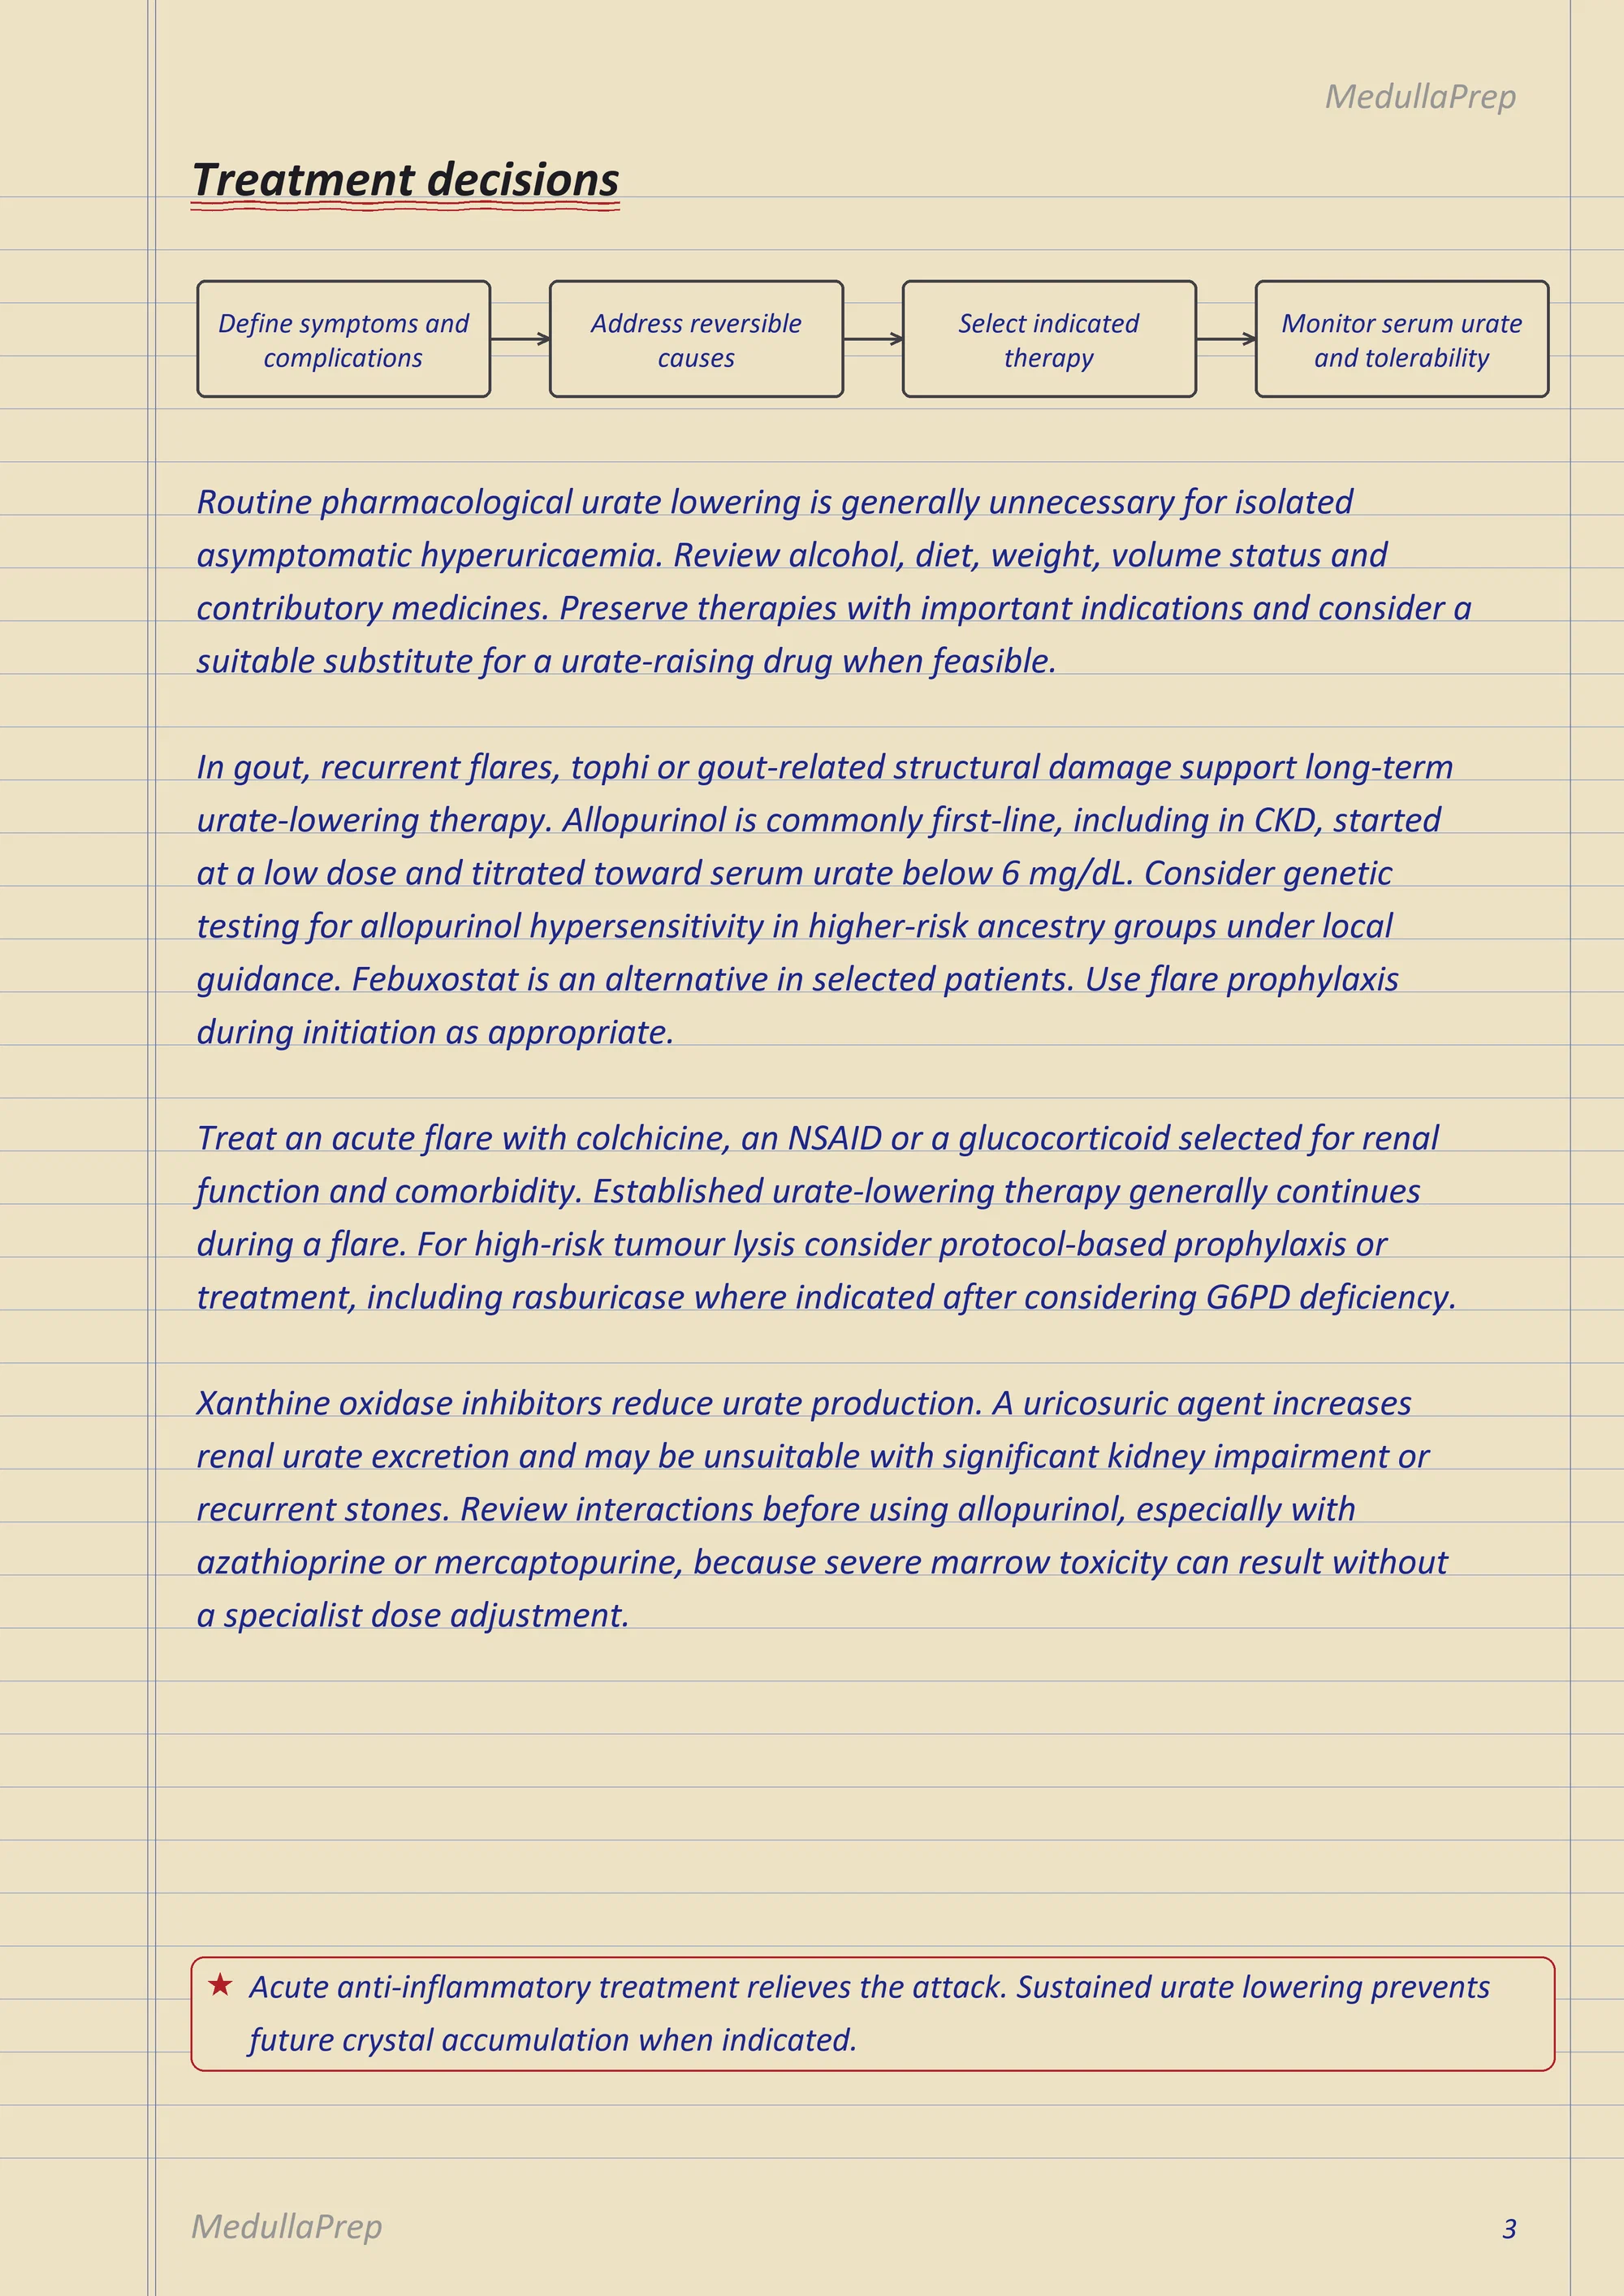 MedullaPrep
Treatment decisions
Define symptoms and
complications
Address reversible
causes
Select indicated
therapy
Monitor serum urate
and tolerability
Routine pharmacological urate lowering is generally unnecessary for isolated
asymptomatic hyperuricaemia. Review alcohol, diet, weight, volume status and
contributory medicines. Preserve therapies with important indications and consider a
suitable substitute for a urate-raising drug when feasible.
In gout, recurrent flares, tophi or gout-related structural damage support long-term
urate-lowering therapy. Allopurinol is commonly first-line, including in CKD, started
at a low dose and titrated toward serum urate below 6 mg/dL. Consider genetic
testing for allopurinol hypersensitivity in higher-risk ancestry groups under local
guidance. Febuxostat is an alternative in selected patients. Use flare prophylaxis
during initiation as appropriate.
Treat an acute flare with colchicine, an NSAID or a glucocorticoid selected for renal
function and comorbidity. Established urate-lowering therapy generally continues
during a flare. For high-risk tumour lysis consider protocol-based prophylaxis or
treatment, including rasburicase where indicated after considering G6PD deficiency.
Xanthine oxidase inhibitors reduce urate production. A uricosuric agent increases
renal urate excretion and may be unsuitable with significant kidney impairment or
recurrent stones. Review interactions before using allopurinol, especially with
azathioprine or mercaptopurine, because severe marrow toxicity can result without
a specialist dose adjustment.
★ Acute anti-inflammatory treatment relieves the attack. Sustained urate lowering prevents
future crystal accumulation when indicated.
MedullaPrep
3